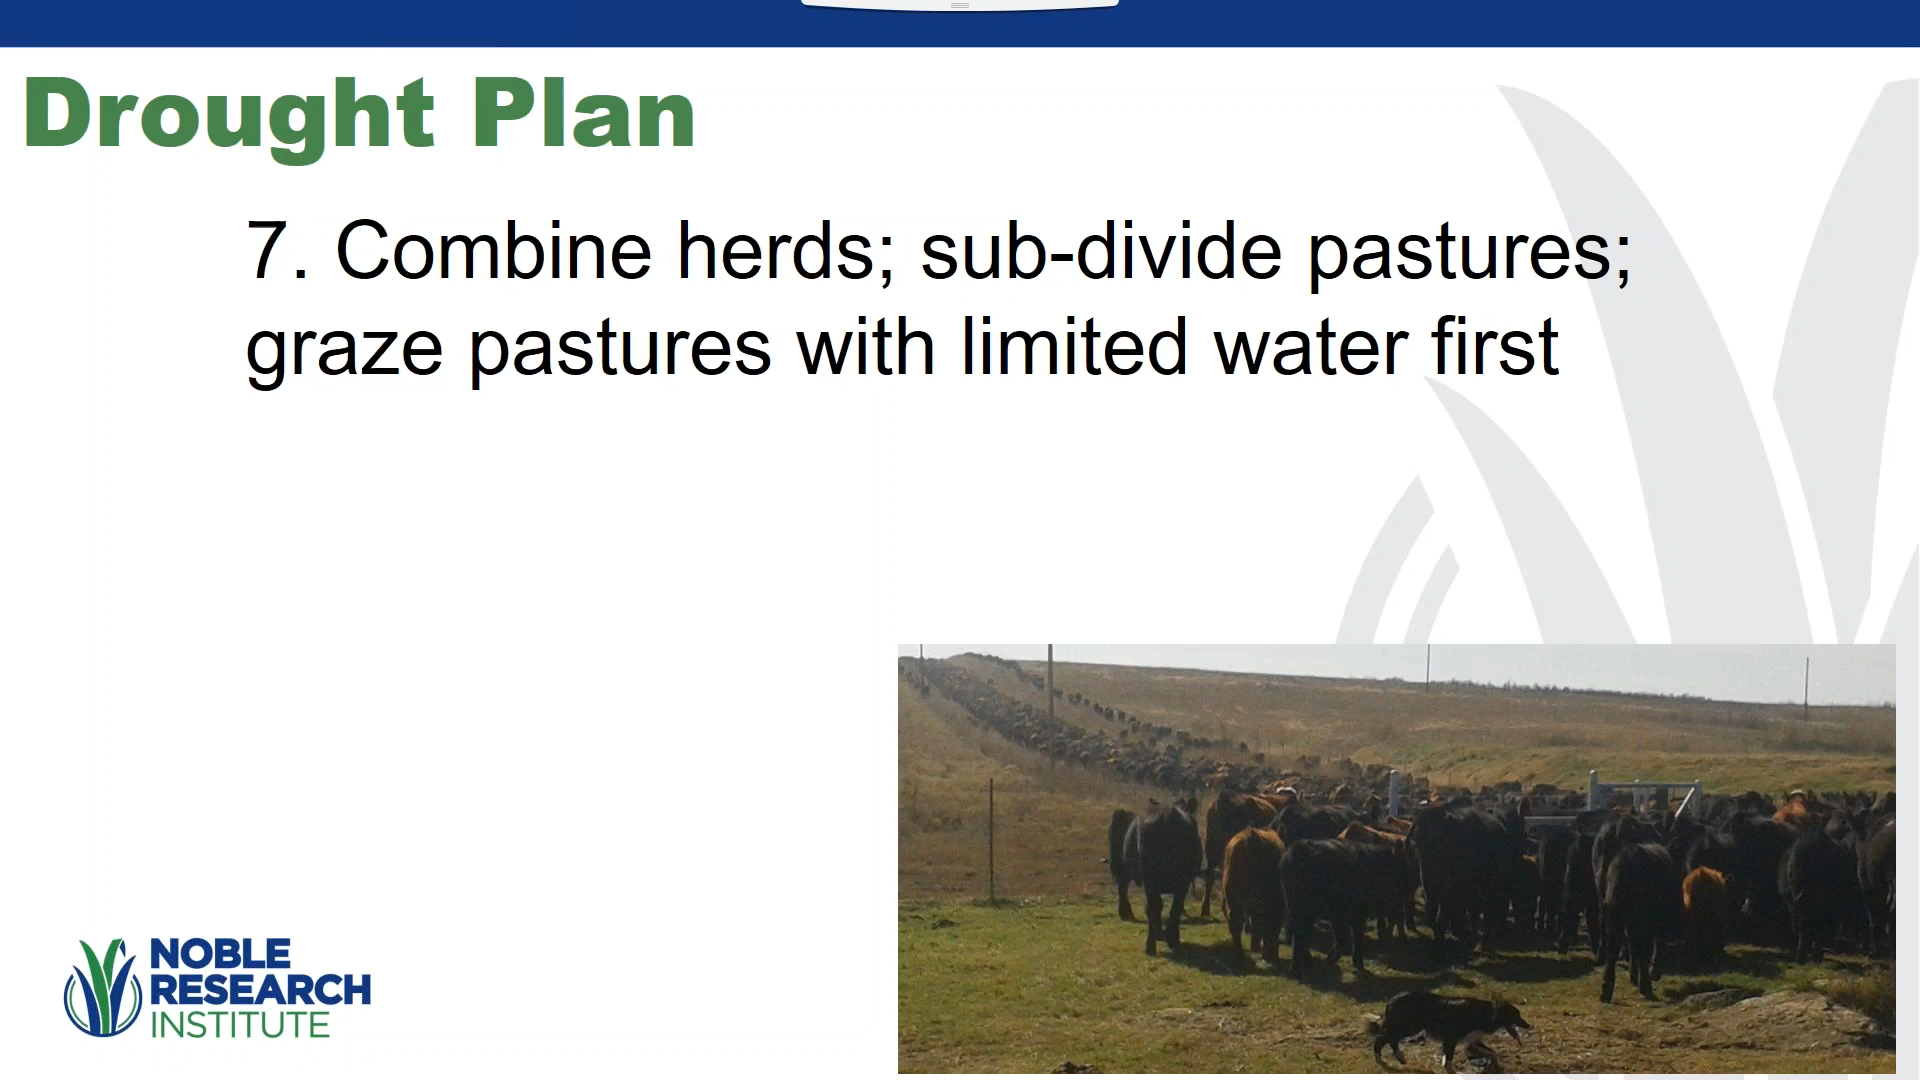 Drought Plan
7. Combine herds; sub-divide pastures;
graze pastures with limited water first
NOBLE
RESEARCH
INSTITUTE